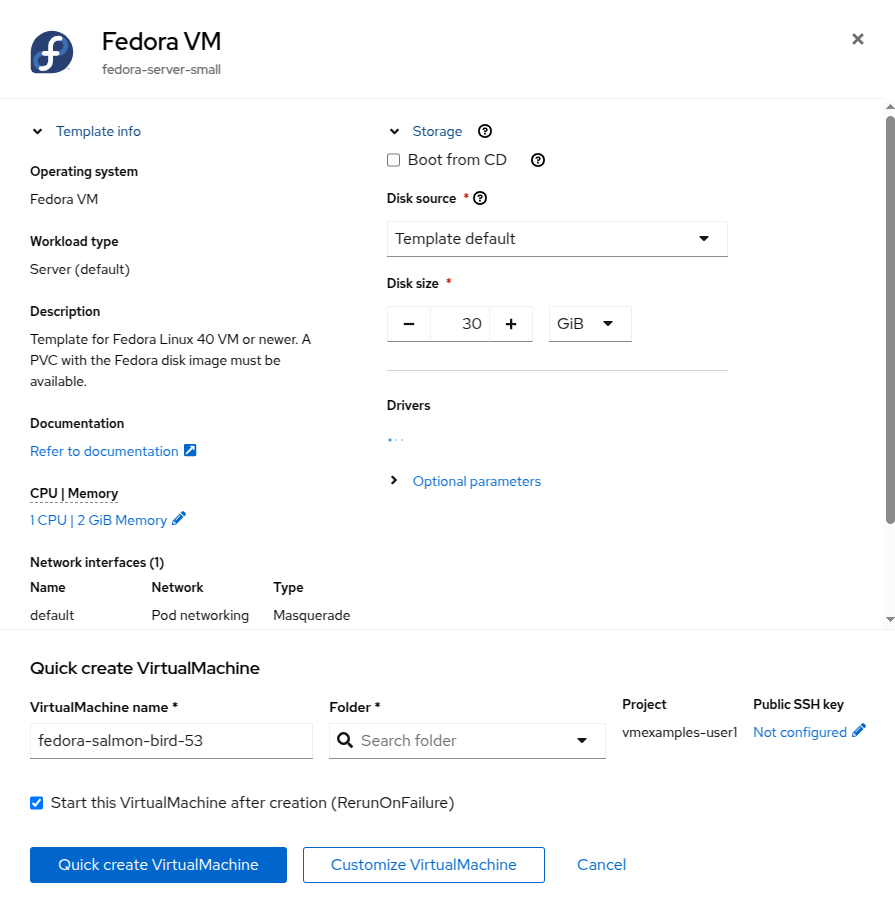 Fedora VM
fedora-server-small
Template info
Operating system
Fedora VM
Workload type
Server (default)
Description
Template for Fedora Linux 40 VM or newer. A
PVC with the Fedora disk image must be
available.
Documentation
Refer to documentation
CPU | Memory
1 CPU | 2 GiB Memory
Network interfaces (1)
Name Network Type
default Pod networking Masquerade
Storage
Boot from CD
Disk source *
Template default
Disk size *
30 GiB
Drivers
Optional parameters
Quick create VirtualMachine
VirtualMachine name * Folder * Project Public SSH key
fedora-salmon-bird-53 Search folder vmexamples-user1 Not configured
Start this VirtualMachine after creation (RerunOnFailure)
Quick create VirtualMachine Customize VirtualMachine Cancel